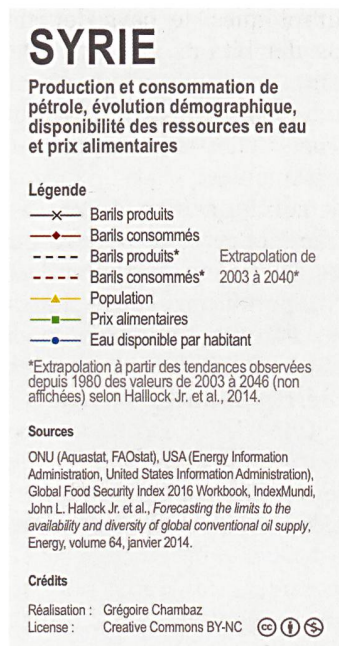 SYRIE
Production et consommation de
pétrole, évolution démographique,
disponibilité des ressources en eau
et prix alimentaires
Légende
Barils produits
Barils consommés
Barils produits* Extrapolation de
Barils consommés* 2003 à 2040*
Population
Prix alimentaires
Eau disponible par habitant
*Extrapolation à partir des tendances observées
depuis 1980 des valeurs de 2003 à 2046 (non
affichées) selon Halllock Jr. et al., 2014.
Sources
ONU (Aquastat, FAOstat), USA (Energy Information
Administration, United States Information Administration),
Global Food Security Index 2016 Workbook, IndexMundi,
John L. Hallock Jr. et al., Forecasting the limits to the
availability and diversity of global conventional oil supply,
Energy, volume 64, janvier 2014.
Crédits
Réalisation : Grégoire Chambaz
License : Creative Commons BY-NC